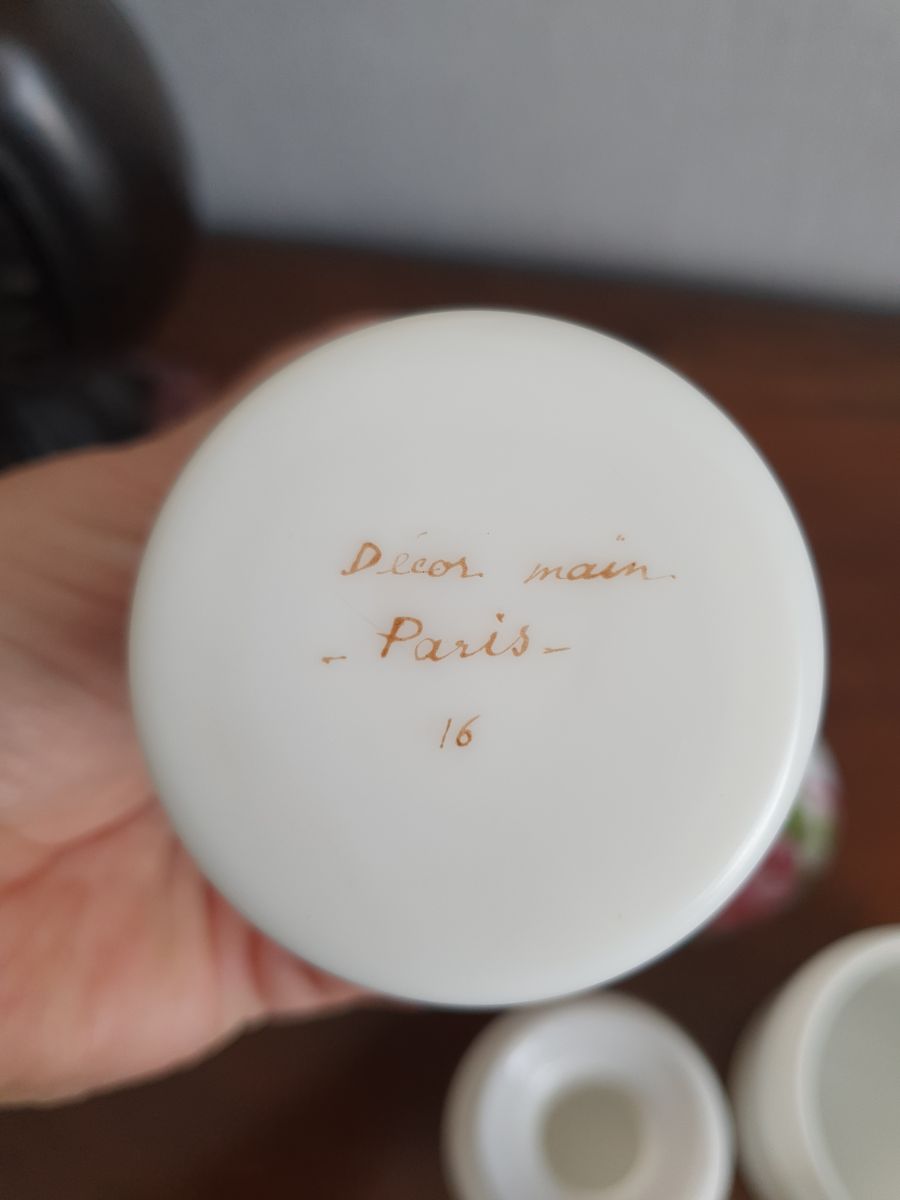 Décor main
- Paris -
16